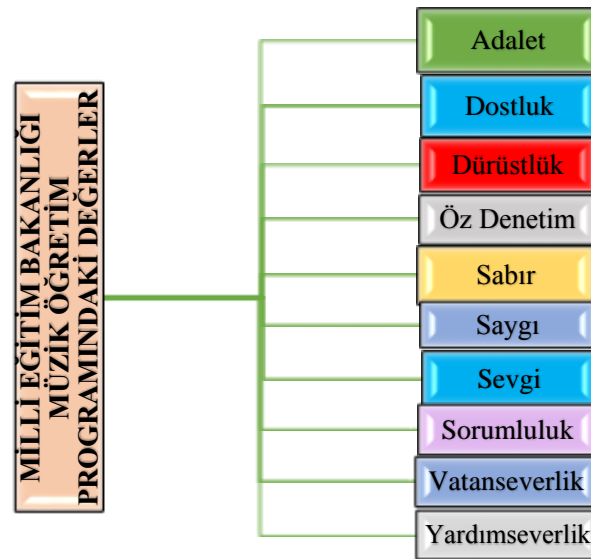 MİLLİ EĞİTİM BAKANLIĞI
MÜZİK ÖĞRETİM
PROGRAMINDAKİ DEĞERLER
Adalet
Dostluk
Dürüstlük
Öz Denetim
Sabır
Saygı
Sevgi
Sorumluluk
Vatanseverlik
Yardımseverlik